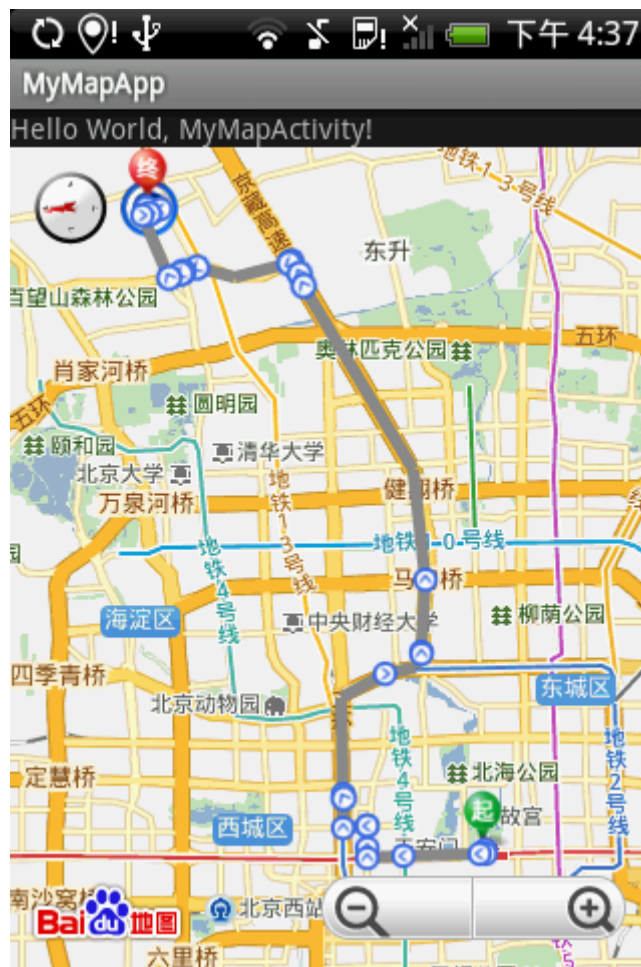 下午 4:37
MyMapApp
Hello World, MyMapActivity!
终
京藏高速
地铁13号线
东升
百望山森林公园
五环
奥林匹克公园
肖家河桥
五环
圆明园
颐和园
清华大学
北京大学
健翔桥
万泉河桥
地铁13号线
地铁10号线
地铁4号线
马 桥
海淀区
中央财经大学
柳荫公园
四季青桥
东城区
北京动物园
地铁4号线
地铁2号线
定慧桥
北海公园
起
故宫
西城区
天安门
南沙窝桥
Bai du 地图
北京西站
六里桥